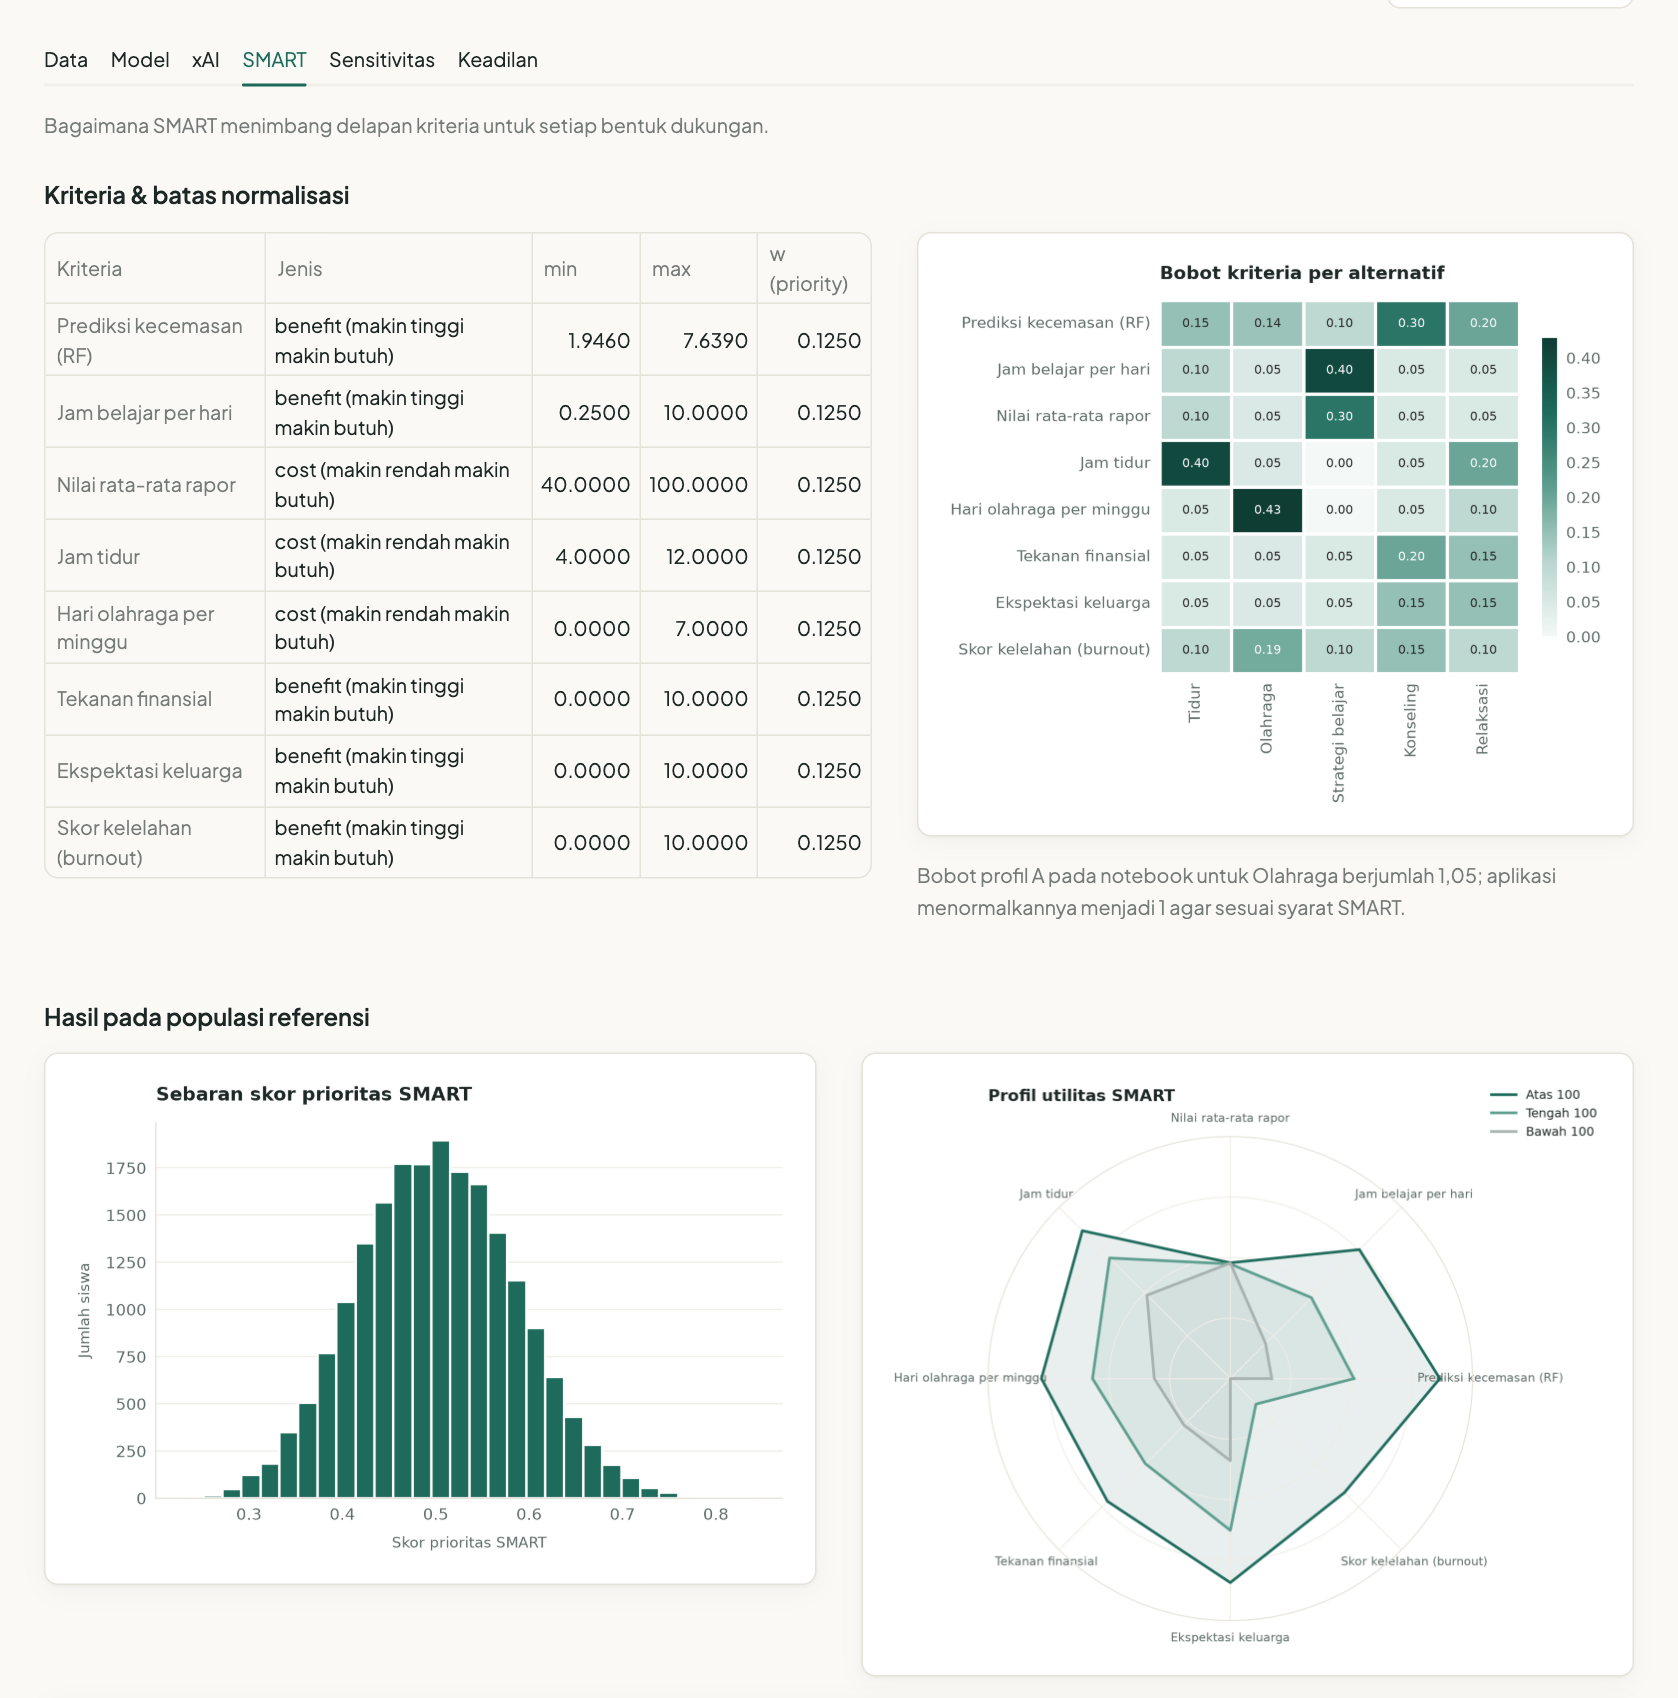 Data Model xAI SMART Sensitivitas Keadilan
Bagaimana SMART menimbang delapan kriteria untuk setiap bentuk dukungan.
Kriteria & batas normalisasi
Kriteria Jenis min max w (priority)
Prediksi kecemasan (RF) benefit (makin tinggi makin butuh) 1.9460 7.6390 0.1250
Jam belajar per hari benefit (makin tinggi makin butuh) 0.2500 10.0000 0.1250
Nilai rata-rata rapor cost (makin rendah makin butuh) 40.0000 100.0000 0.1250
Jam tidur cost (makin rendah makin butuh) 4.0000 12.0000 0.1250
Hari olahraga per minggu cost (makin rendah makin butuh) 0.0000 7.0000 0.1250
Tekanan finansial benefit (makin tinggi makin butuh) 0.0000 10.0000 0.1250
Ekspektasi keluarga benefit (makin tinggi makin butuh) 0.0000 10.0000 0.1250
Skor kelelahan (burnout) benefit (makin tinggi makin butuh) 0.0000 10.0000 0.1250
Bobot kriteria per alternatif
Prediksi kecemasan (RF) 0.15 0.14 0.10 0.30 0.20
Jam belajar per hari 0.10 0.05 0.40 0.05 0.05
Nilai rata-rata rapor 0.10 0.05 0.30 0.05 0.05
Jam tidur 0.40 0.05 0.00 0.05 0.20
Hari olahraga per minggu 0.05 0.43 0.00 0.05 0.10
Tekanan finansial 0.05 0.05 0.05 0.20 0.15
Ekspektasi keluarga 0.05 0.05 0.05 0.15 0.15
Skor kelelahan (burnout) 0.10 0.19 0.10 0.15 0.10
Tidur Olahraga Strategi belajar Konseling Relaksasi
0.40
0.35
0.30
0.25
0.20
0.15
0.10
0.05
0.00
Bobot profil A pada notebook untuk Olahraga berjumlah 1,05; aplikasi
menormalkannya menjadi 1 agar sesuai syarat SMART.
Hasil pada populasi referensi
Sebaran skor prioritas SMART
Jumlah siswa
1750
1500
1250
1000
750
500
250
0
0.3 0.4 0.5 0.6 0.7 0.8
Skor prioritas SMART
Profil utilitas SMART
Atas 100
Tengah 100
Bawah 100
Nilai rata-rata rapor
Jam tidur
Jam belajar per hari
Hari olahraga per minggu
Prediksi kecemasan (RF)
Tekanan finansial
Skor kelelahan (burnout)
Ekspektasi keluarga